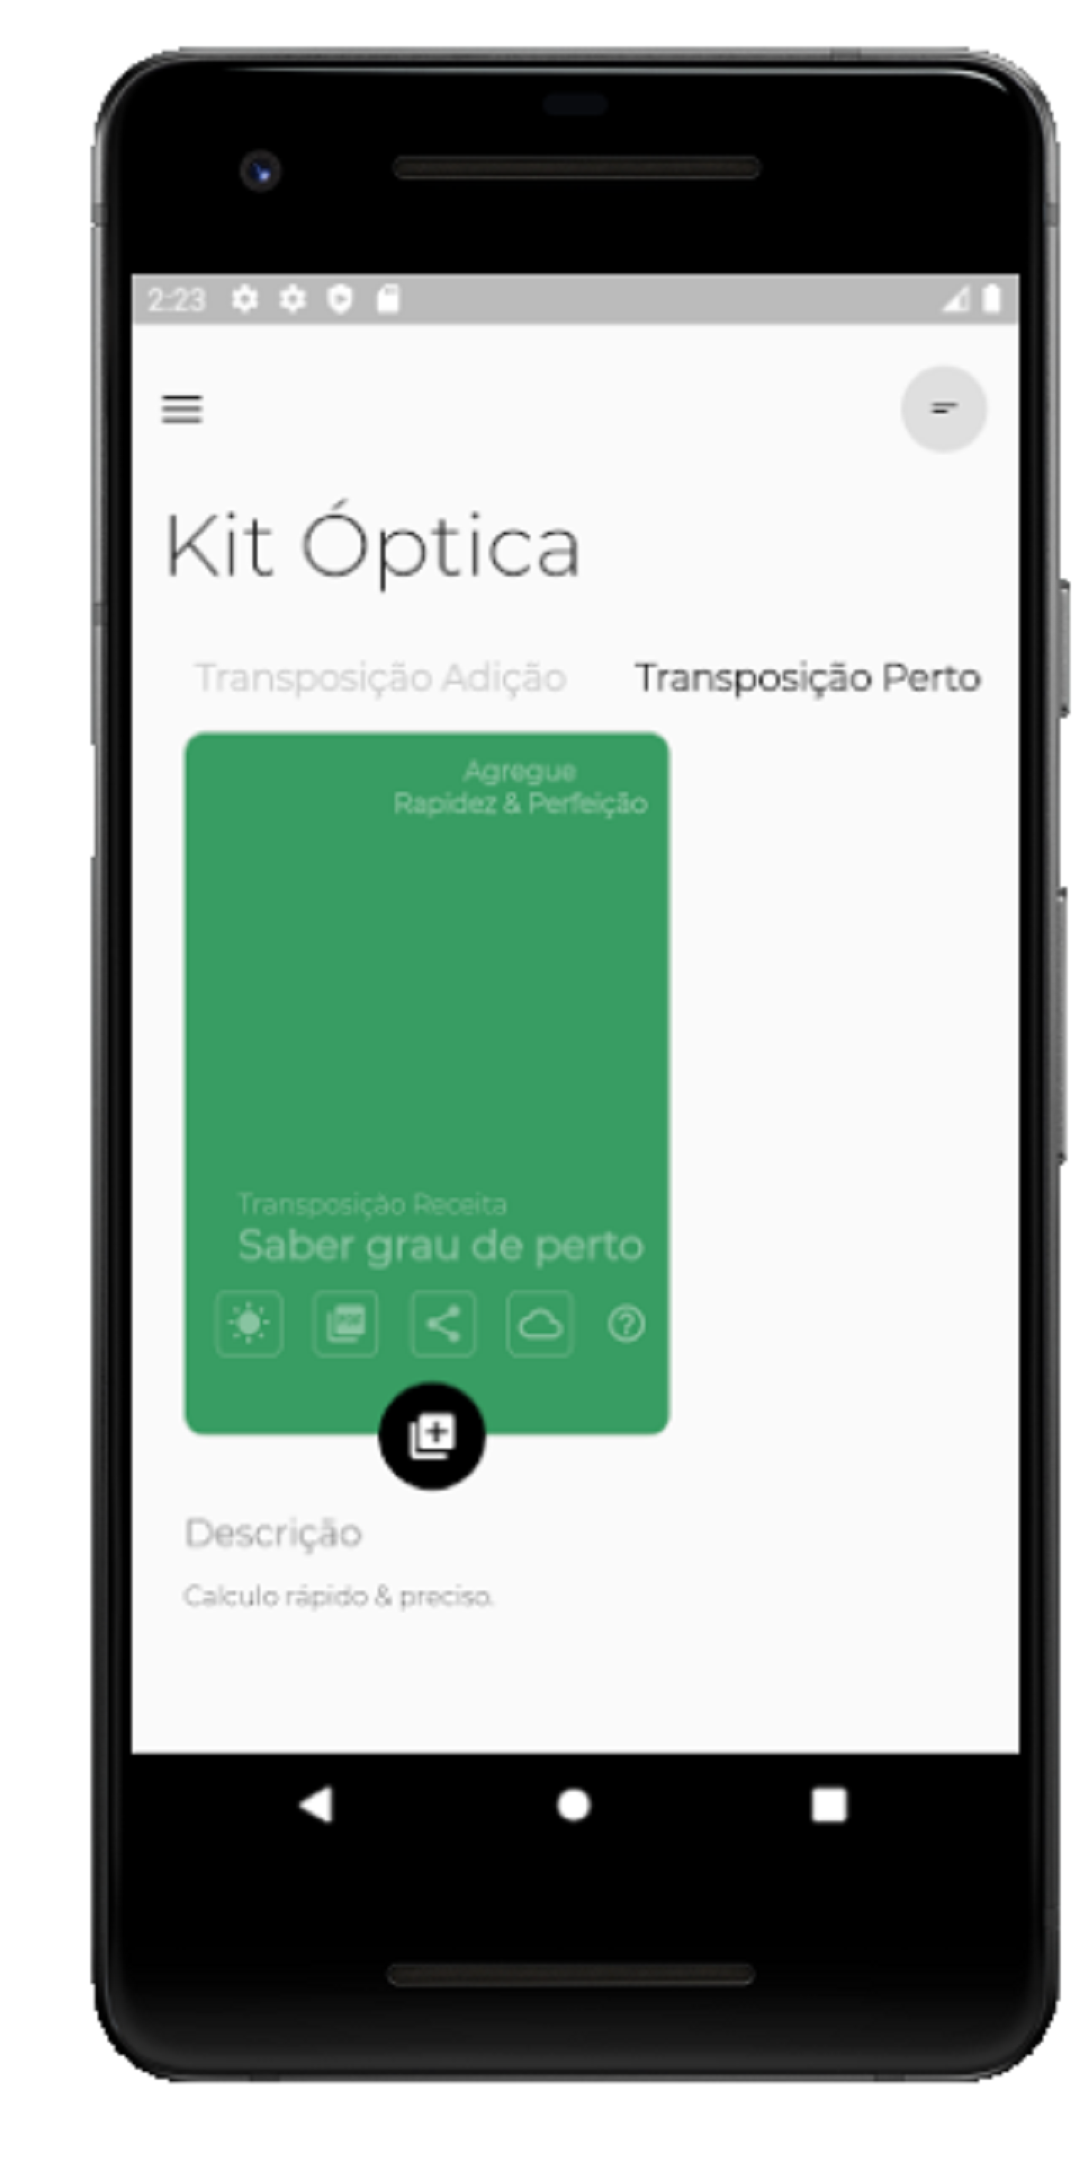 2:23
Kit Óptica
Transposição Adição Transposição Perto
Agregue
Rapidez & Perfeição
Transposição Receita
Saber grau de perto
PDF
Descrição
Calculo rápido & preciso.